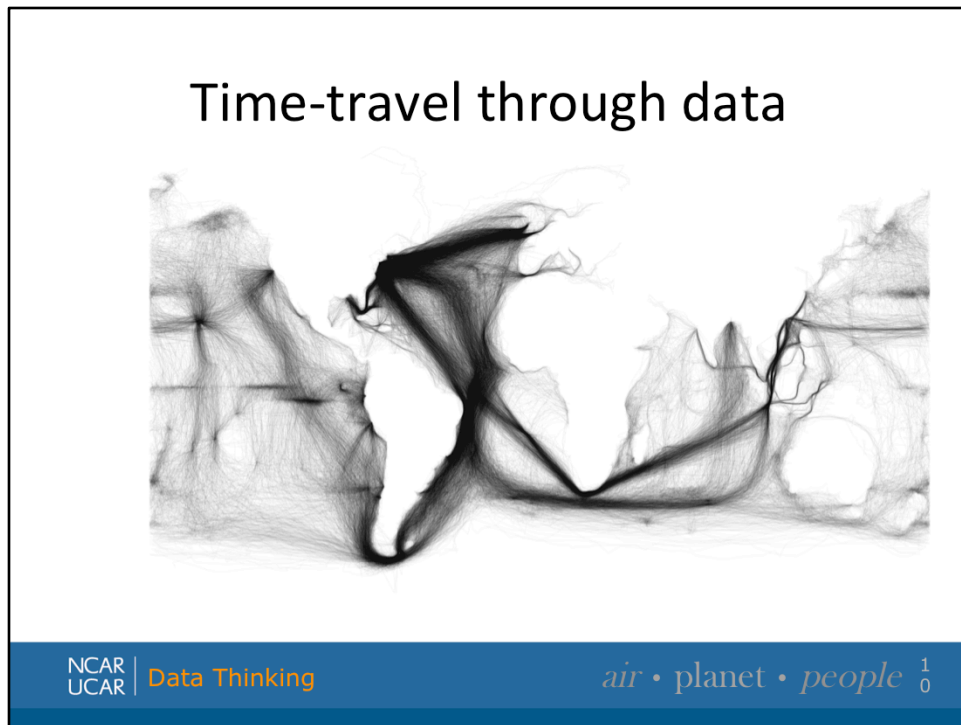 Time-travel through data
NCAR
UCAR
Data Thinking
air • planet • people
1
0